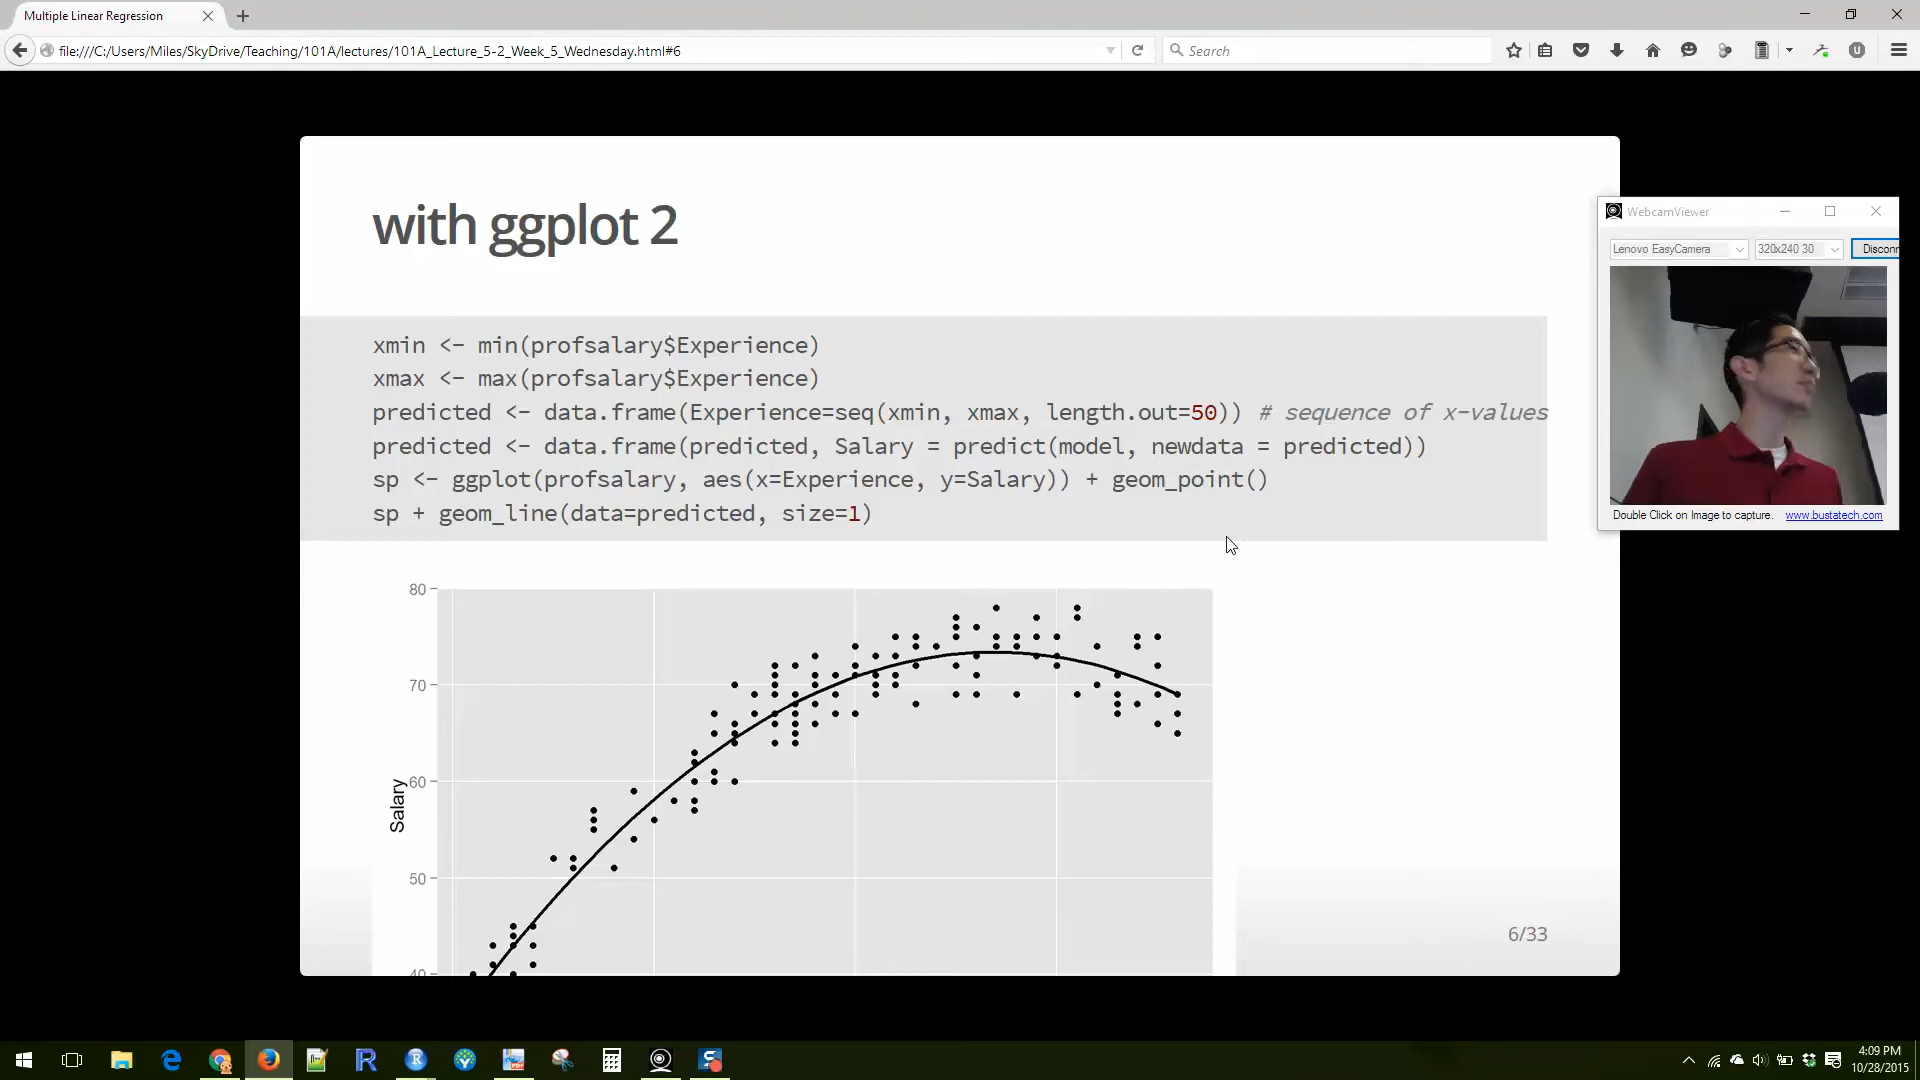 Multiple Linear Regression
file:///C:/Users/Miles/SkyDrive/Teaching/101A/lectures/101A_Lecture_5-2_Week_5_Wednesday.html#6
Search
with ggplot 2
xmin <- min(profsalary$Experience)
xmax <- max(profsalary$Experience)
predicted <- data.frame(Experience=seq(xmin, xmax, length.out=50)) # sequence of x-values
predicted <- data.frame(predicted, Salary = predict(model, newdata = predicted))
sp <- ggplot(profsalary, aes(x=Experience, y=Salary)) + geom_point()
sp + geom_line(data=predicted, size=1)
WebcamViewer
Lenovo EasyCamera
320x240 30
Disconn
Double Click on Image to capture.
www.bustatech.com
80
70
60
50
40
Salary
6/33
4:09 PM
10/28/2015